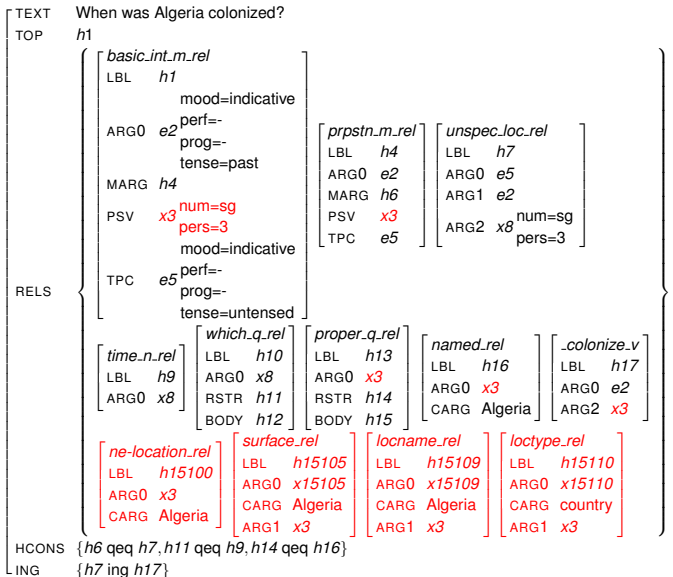 TEXT When was Algeria colonized?
TOP h1
RELS
basic_int_m_rel
LBL h1
ARG0 e2 mood=indicative
perf=-
prog=-
tense=past
MARG h4
PSV x3 num=sg
pers=3
TPC e5 mood=indicative
perf=-
prog=-
tense=untensed
prpstn_m_rel
LBL h4
ARG0 e2
MARG h6
PSV x3
TPC e5
unspec_loc_rel
LBL h7
ARG0 e5
ARG1 e2
ARG2 x8 num=sg
pers=3
time_n_rel
LBL h9
ARG0 x8
which_q_rel
LBL h10
ARG0 x8
RSTR h11
BODY h12
proper_q_rel
LBL h13
ARG0 x3
RSTR h14
BODY h15
named_rel
LBL h16
ARG0 x3
CARG Algeria
_colonize_v
LBL h17
ARG0 e2
ARG2 x3
ne-location_rel
LBL h15100
ARG0 x3
CARG Algeria
surface_rel
LBL h15105
ARG0 x15105
CARG Algeria
ARG1 x3
locname_rel
LBL h15109
ARG0 x15109
CARG Algeria
ARG1 x3
loctype_rel
LBL h15110
ARG0 x15110
CARG country
ARG1 x3
HCONS {h6 qeq h7, h11 qeq h9, h14 qeq h16}
ING {h7 ing h17}